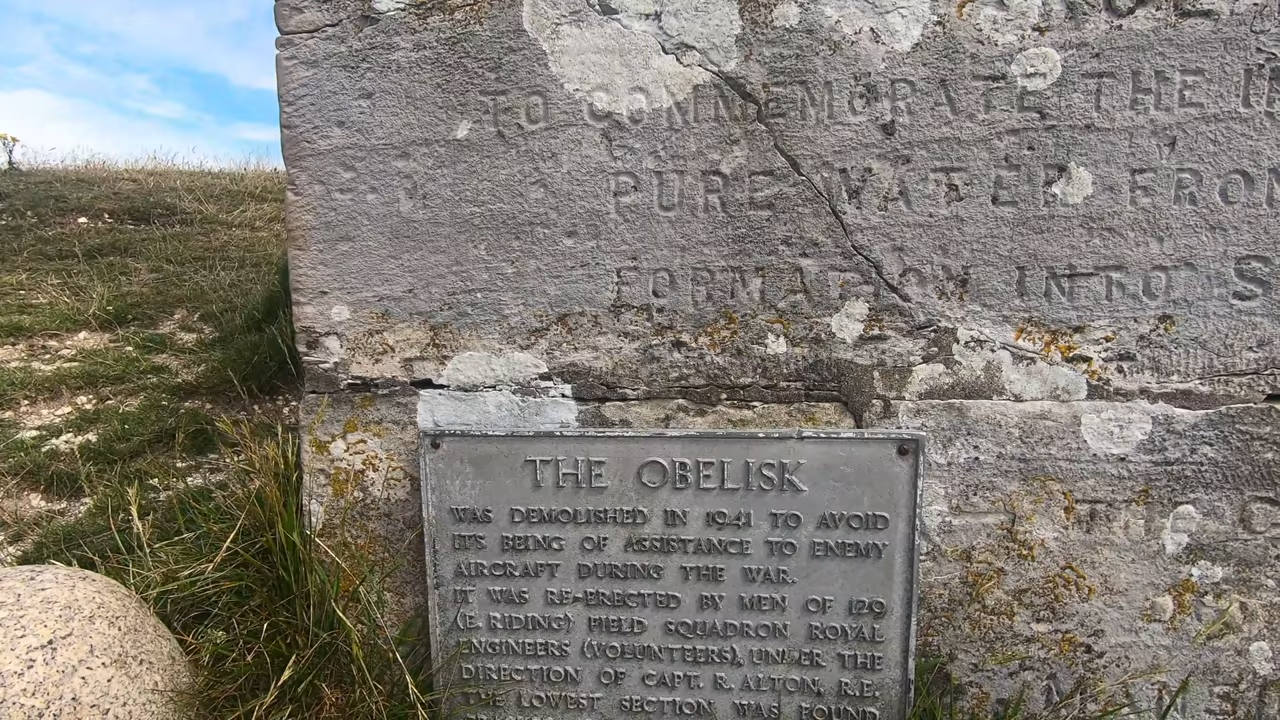 TO COMMEMORATE THE
PURE WATER FROM
FORMATION INTO S
THE OBELISK
WAS DEMOLISHED IN 1941 TO AVOID
ITS BEING OF ASSISTANCE TO ENEMY
AIRCRAFT DURING THE WAR.
IT WAS RE-ERECTED BY MEN OF 129
(E. RIDING) FIELD SQUADRON ROYAL
ENGINEERS (VOLUNTEERS), UNDER THE
DIRECTION OF CAPT. R. ALTON, R.E.
THE LOWEST SECTION WAS FOUND